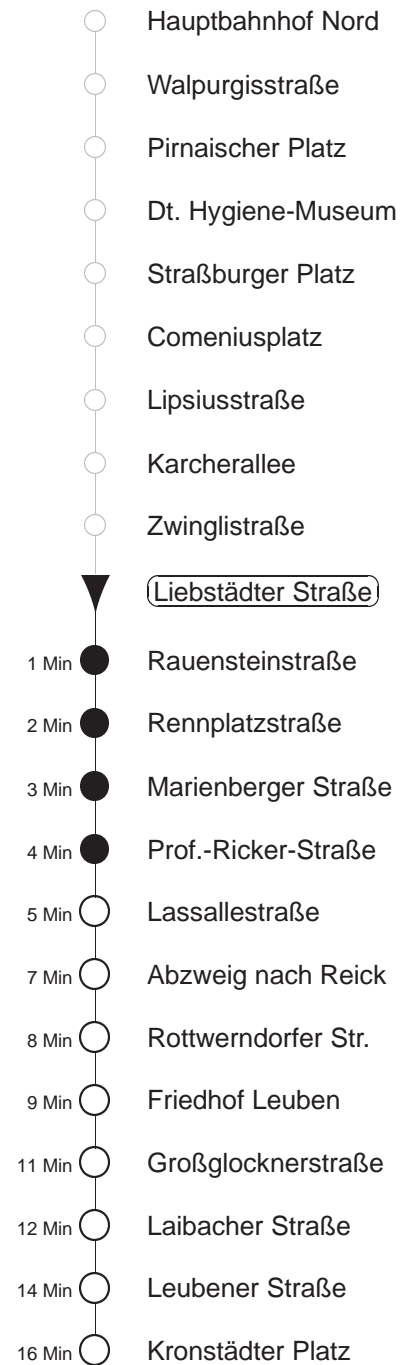 Hauptbahnhof Nord
Walpurgisstraße
Pirnaischer Platz
Dt. Hygiene-Museum
Straßburger Platz
Comeniusplatz
Lipsiusstraße
Karcherallee
Zwinglistraße
Liebstädter Straße
1 Min Rauensteinstraße
2 Min Rennplatzstraße
3 Min Marienberger Straße
4 Min Prof.-Ricker-Straße
5 Min Lassallestraße
7 Min Abzweig nach Reick
8 Min Rottwerndorfer Str.
9 Min Friedhof Leuben
11 Min Großglocknerstraße
12 Min Laibacher Straße
14 Min Leubener Straße
16 Min Kronstädter Platz